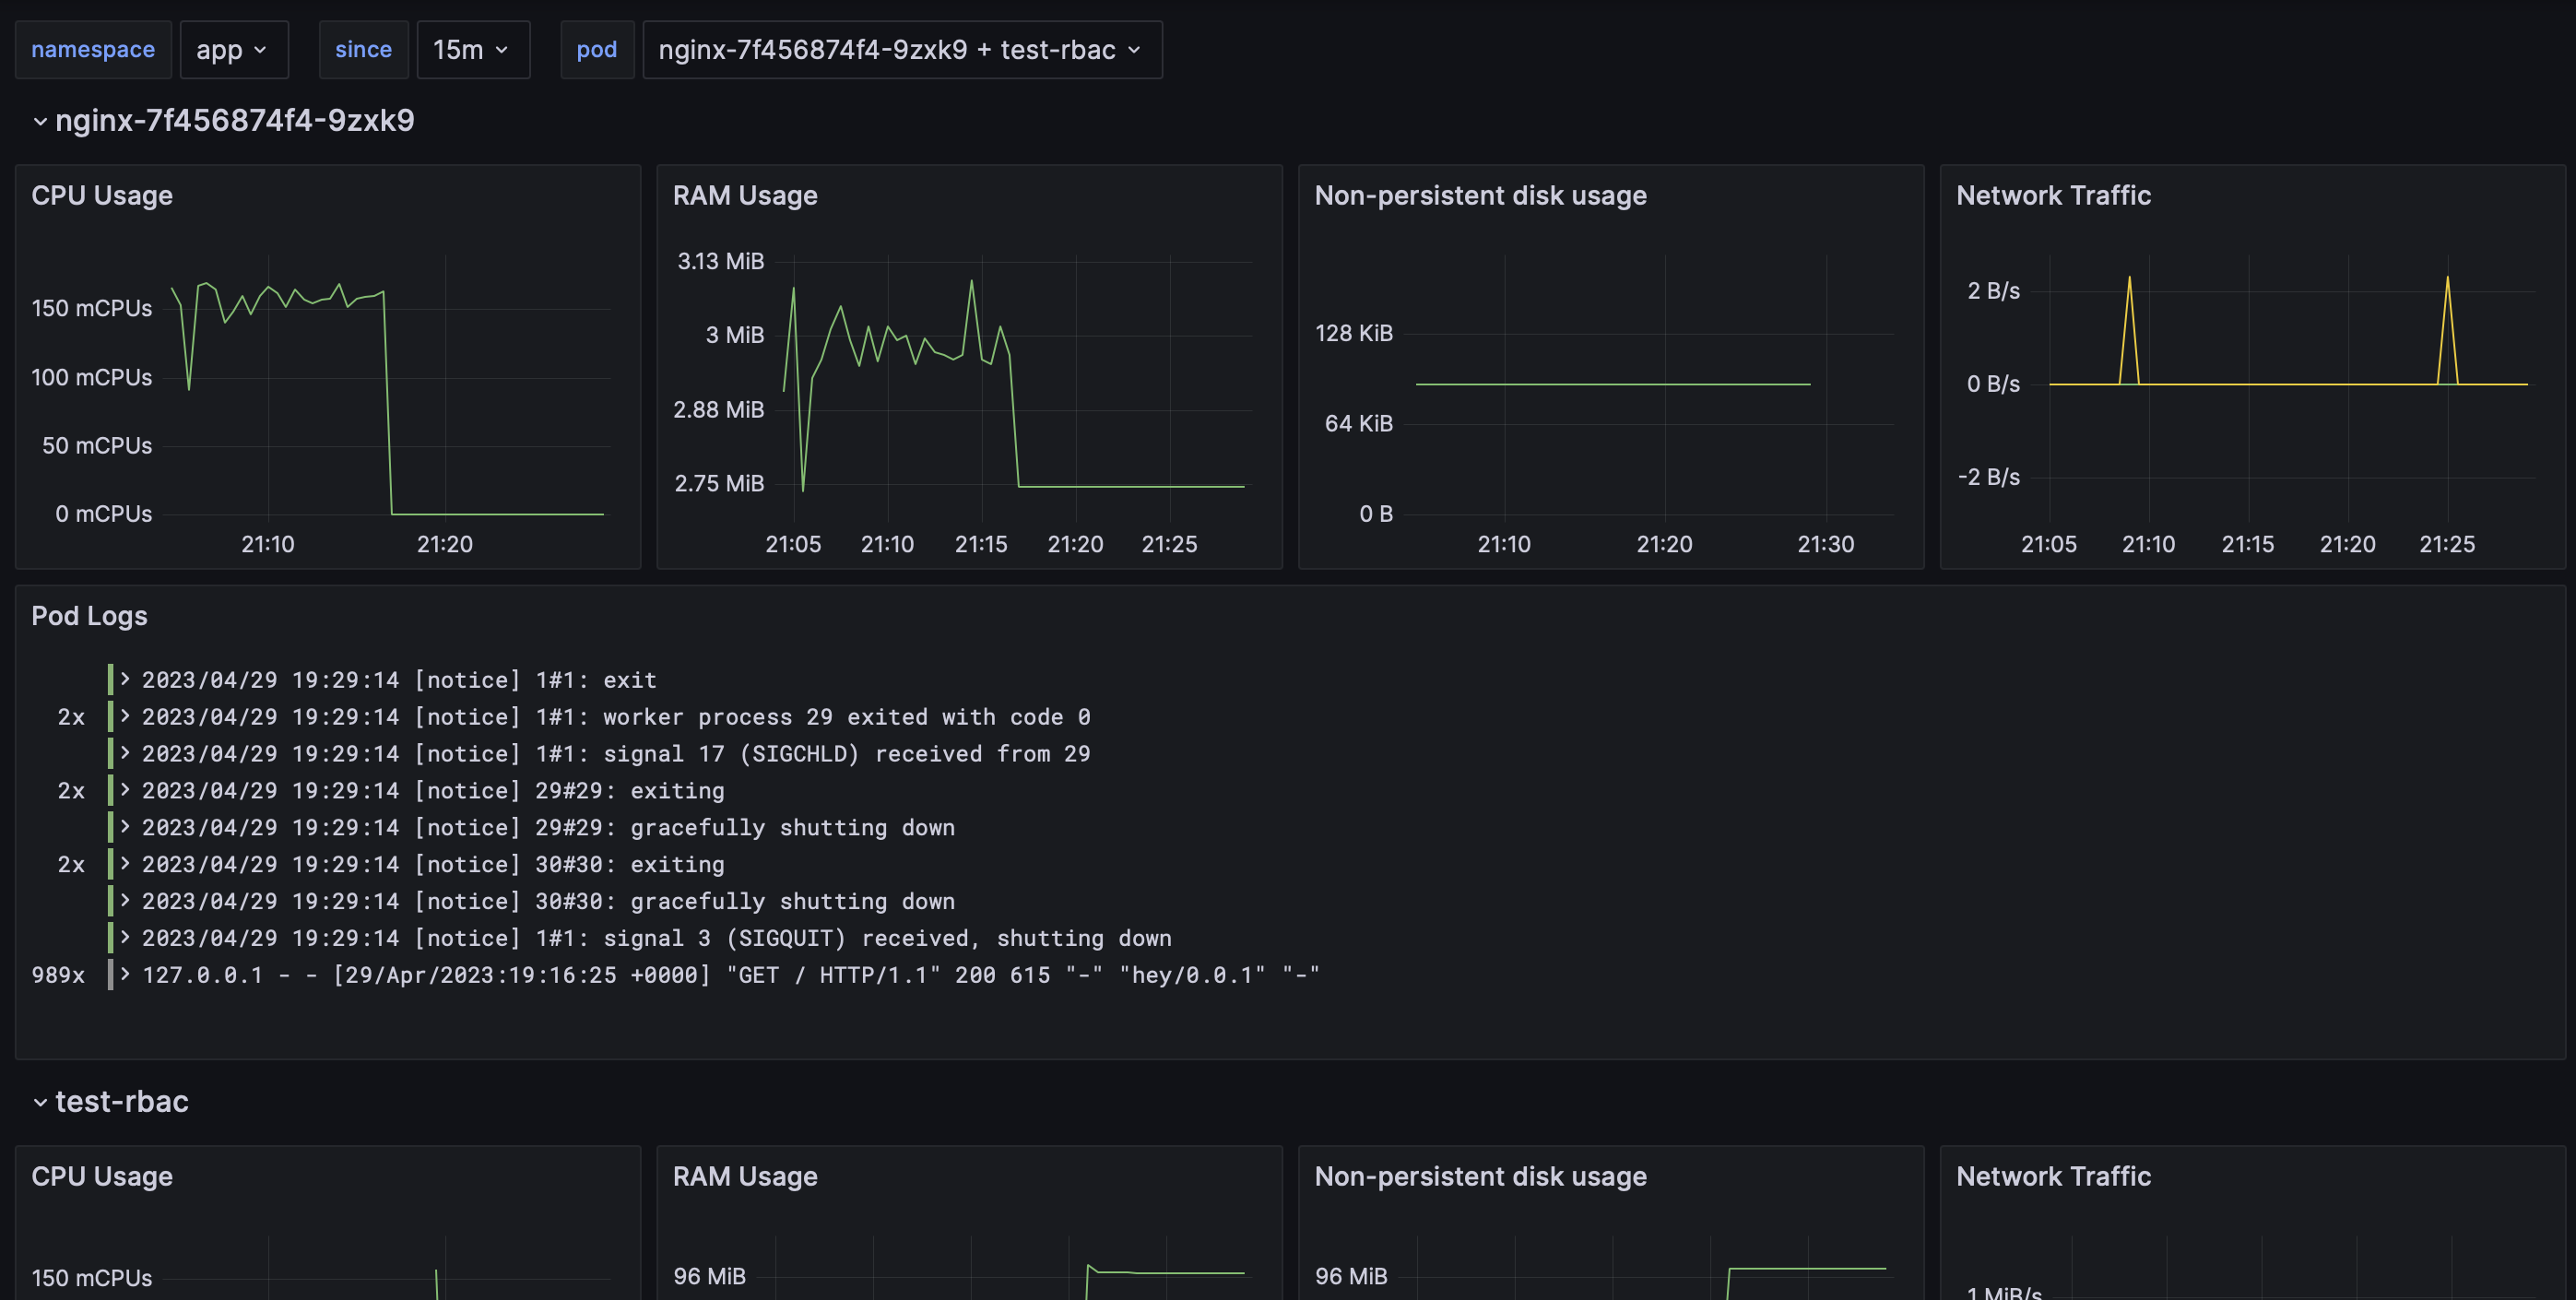 namespace app since 15m pod nginx-7f456874f4-9zxk9 + test-rbac
nginx-7f456874f4-9zxk9
CPU Usage
150 mCPUs
100 mCPUs
50 mCPUs
0 mCPUs
21:10 21:20
RAM Usage
3.13 MiB
3 MiB
2.88 MiB
2.75 MiB
21:05 21:10 21:15 21:20 21:25
Non-persistent disk usage
128 KiB
64 KiB
0 B
21:10 21:20 21:30
Network Traffic
2 B/s
0 B/s
-2 B/s
21:05 21:10 21:15 21:20 21:25
Pod Logs
2023/04/29 19:29:14 [notice] 1#1: exit
2x 2023/04/29 19:29:14 [notice] 1#1: worker process 29 exited with code 0
2023/04/29 19:29:14 [notice] 1#1: signal 17 (SIGCHLD) received from 29
2x 2023/04/29 19:29:14 [notice] 29#29: exiting
2023/04/29 19:29:14 [notice] 29#29: gracefully shutting down
2x 2023/04/29 19:29:14 [notice] 30#30: exiting
2023/04/29 19:29:14 [notice] 30#30: gracefully shutting down
2023/04/29 19:29:14 [notice] 1#1: signal 3 (SIGQUIT) received, shutting down
989x 127.0.0.1 - - [29/Apr/2023:19:16:25 +0000] "GET / HTTP/1.1" 200 615 "-" "hey/0.0.1" "-"
test-rbac
CPU Usage
150 mCPUs
RAM Usage
96 MiB
Non-persistent disk usage
96 MiB
Network Traffic
1 MiB/s